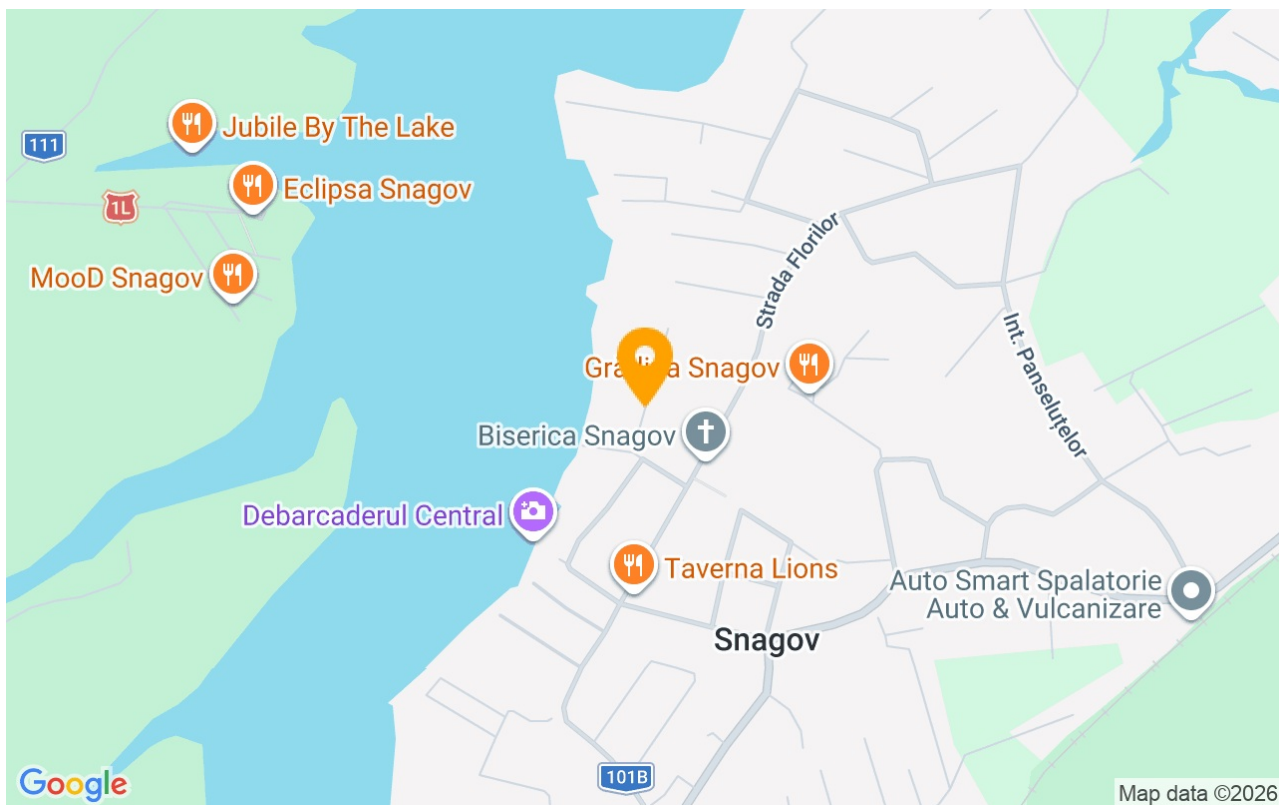 Jubile By The Lake
111
Eclipsa Snagov
1L
MooD Snagov
Strada Florilor
Int. Panseluțelor
Snagov
Biserica Snagov
Debarcaderul Central
Taverna Lions
Auto Smart Spalatorie
Auto & Vulcanizare
Snagov
101B
Google
Map data ©2026